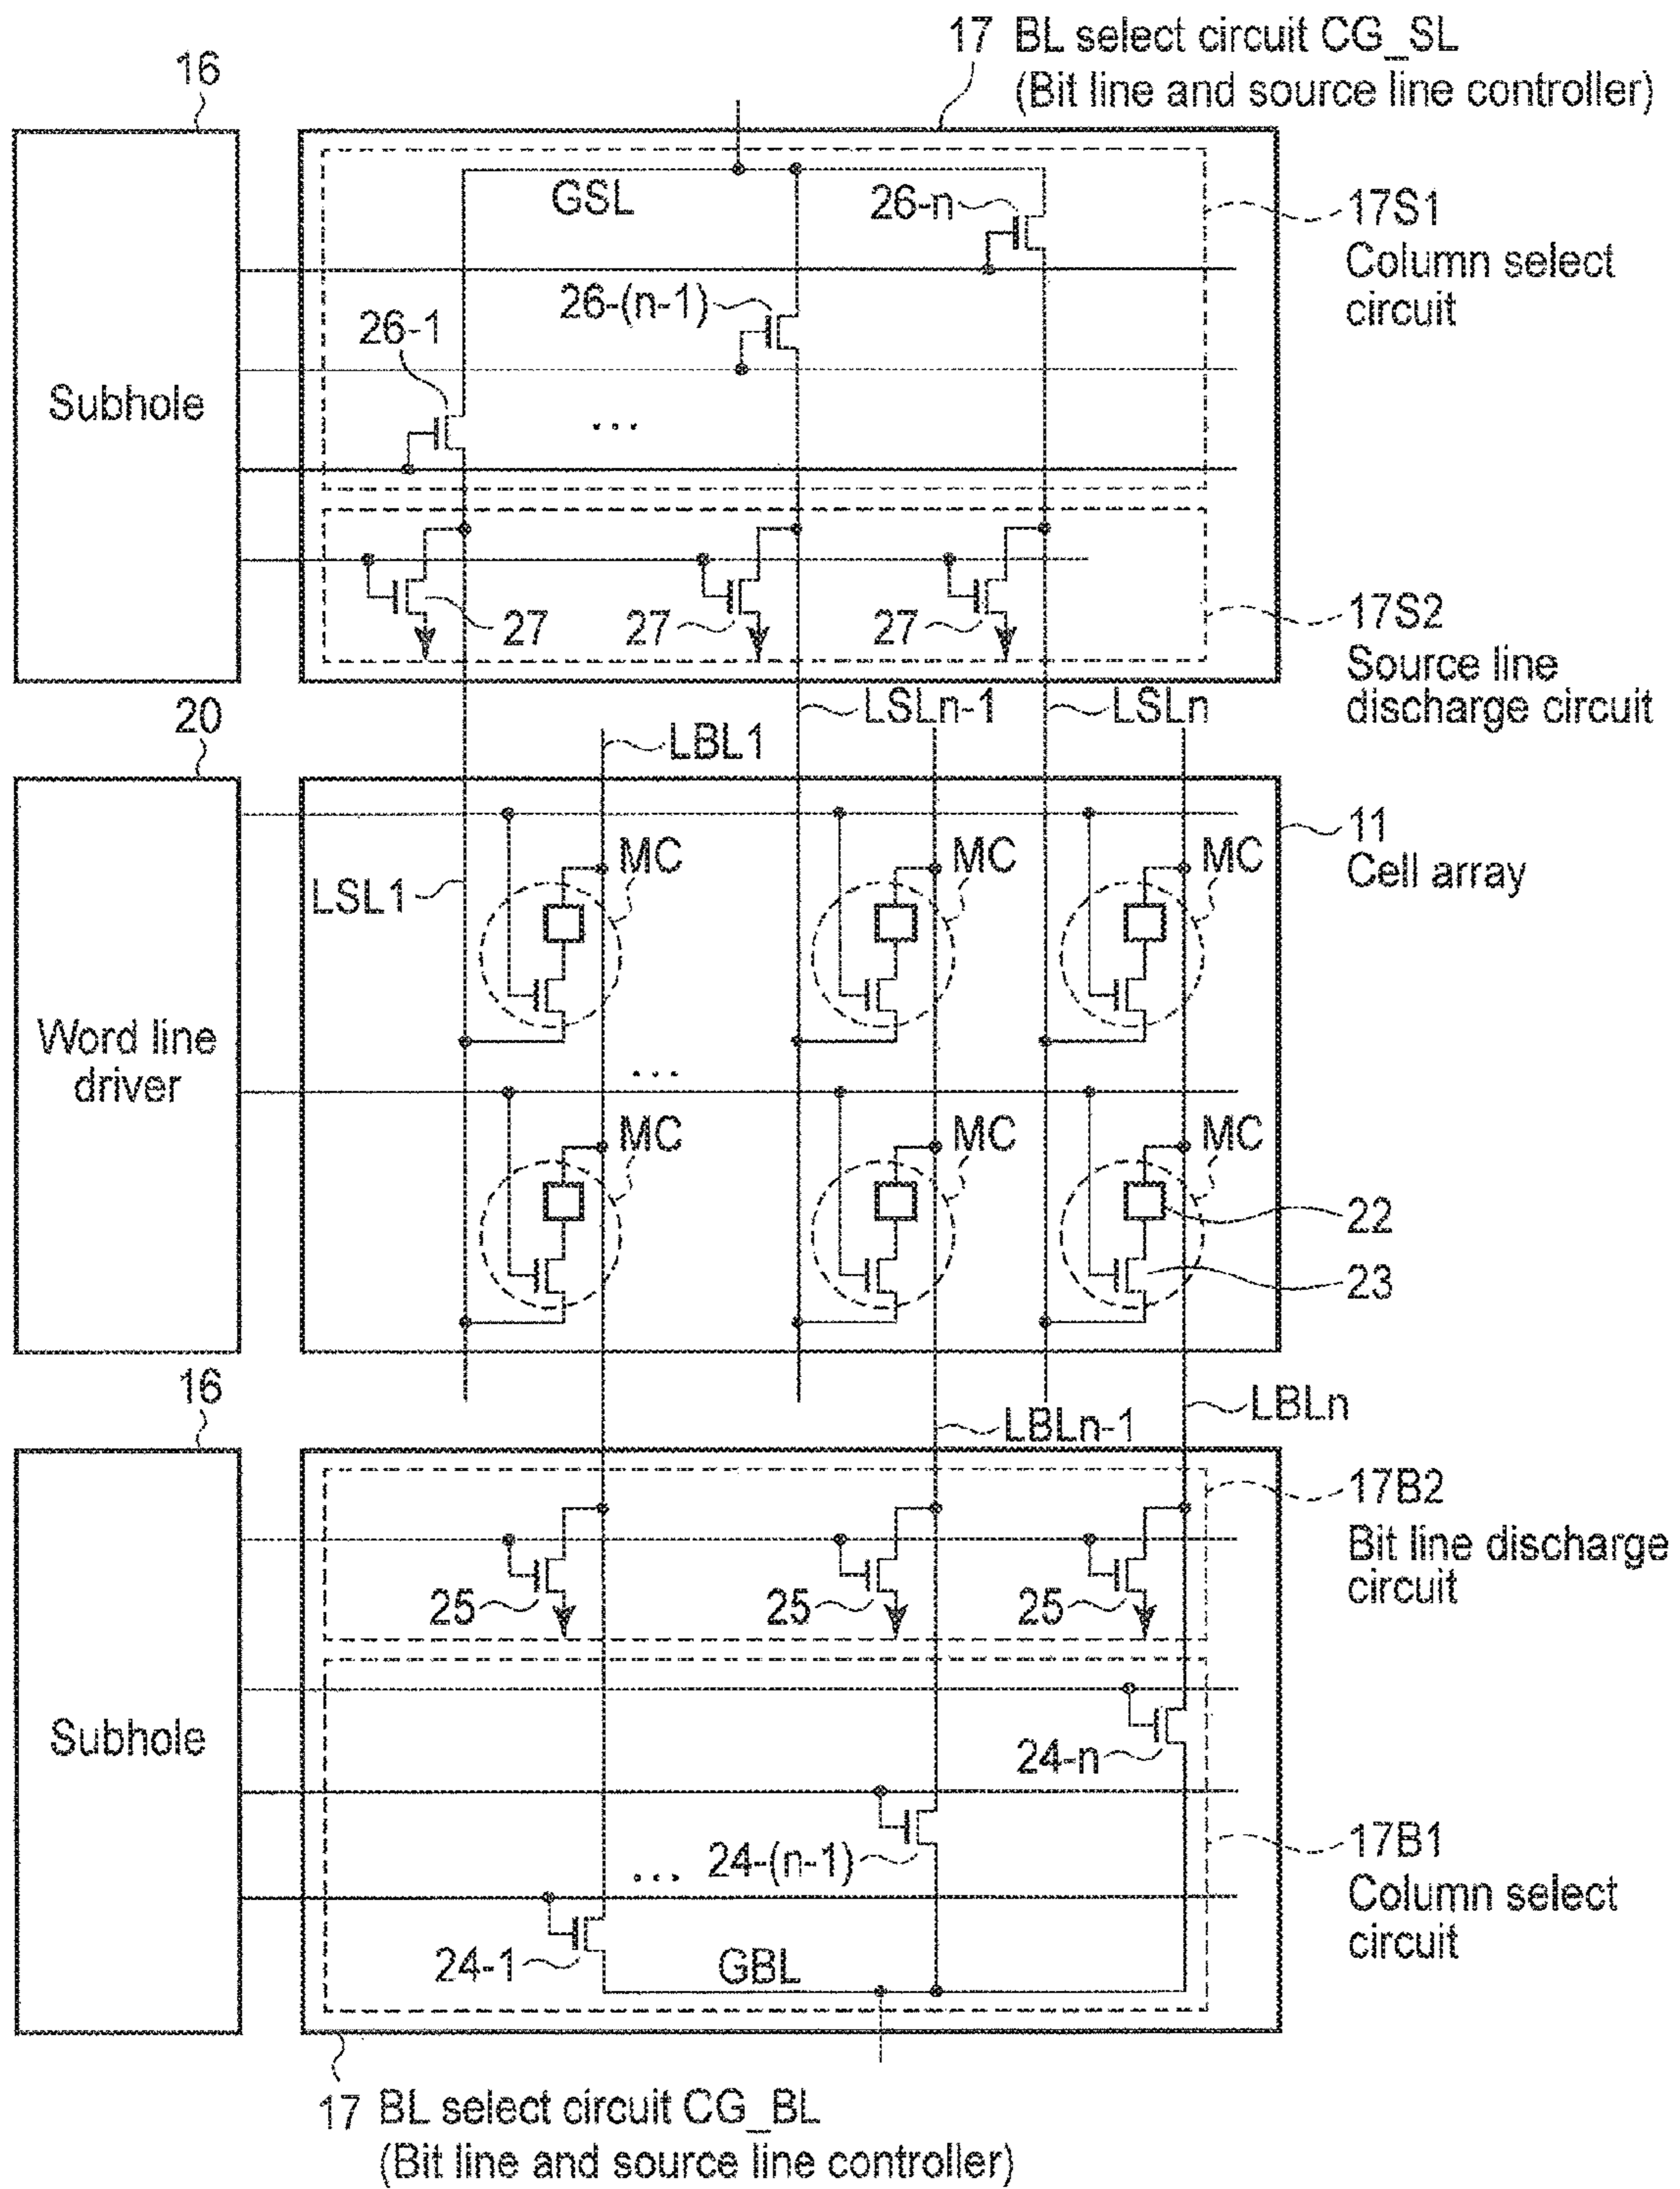 17 BL select circuit CG_SL
(Bit line and source line controller)
16
Subhole
GSL
26-n
26-(n-1)
26-1
...
17S1
Column select
circuit
27
27
27
17S2
Source line
discharge circuit
20
LBL1
LSLn-1
LSLn
Word line
driver
LSL1
MC
MC
MC
11
Cell array
...
MC
MC
MC
22
23
16
LBLn-1
LBLn
Subhole
25
25
25
17B2
Bit line discharge
circuit
24-n
24-(n-1)
...
24-1
GBL
17B1
Column select
circuit
17 BL select circuit CG_BL
(Bit line and source line controller)